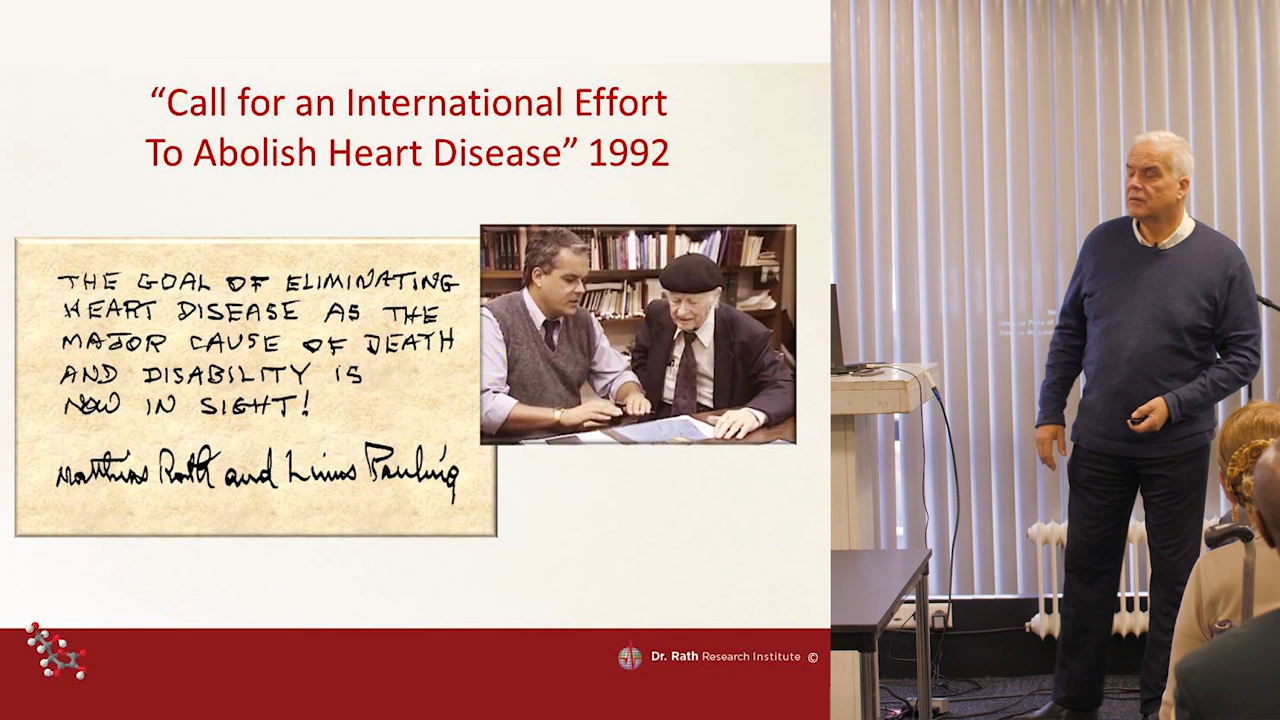 “Call for an International Effort
To Abolish Heart Disease” 1992
THE GOAL OF ELIMINATING
HEART DISEASE AS THE
MAJOR CAUSE OF DEATH
AND DISABILITY IS
NOW IN SIGHT!
Matthias Rath and Linus Pauling
Dr. Rath Research Institute ©